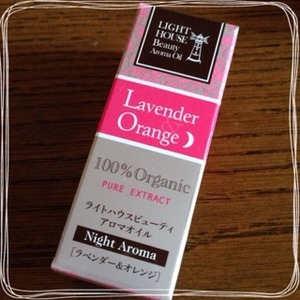 LIGHT
HOUSE
Beauty
Aroma Oil
Lavender
&
Orange
100% Organic
PURE EXTRACT
ライトハウスビューティ
アロマオイル
Night Aroma
[ラベンダー&オレンジ]